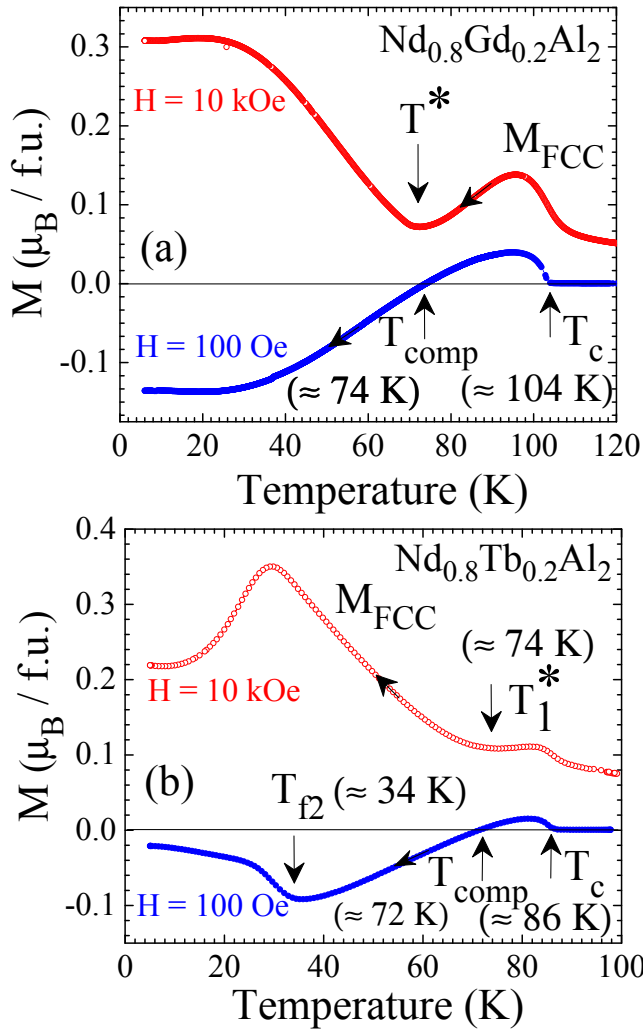 Nd0.8Gd0.2Al2
H = 10 kOe
T*
MFCC
(a)
H = 100 Oe
Tcomp
(≈ 74 K)
Tc
(≈ 104 K)
M (μB / f.u.)
0.3
0.2
0.1
0.0
-0.1
0 20 40 60 80 100 120
Temperature (K)
Nd0.8Tb0.2Al2
MFCC
(≈ 74 K)
H = 10 kOe
T1*
(b)
Tf2 (≈ 34 K)
Tcomp
Tc
H = 100 Oe
(≈ 72 K)
(≈ 86 K)
M (μB / f.u.)
0.4
0.3
0.2
0.1
0.0
-0.1
0 20 40 60 80 100
Temperature (K)